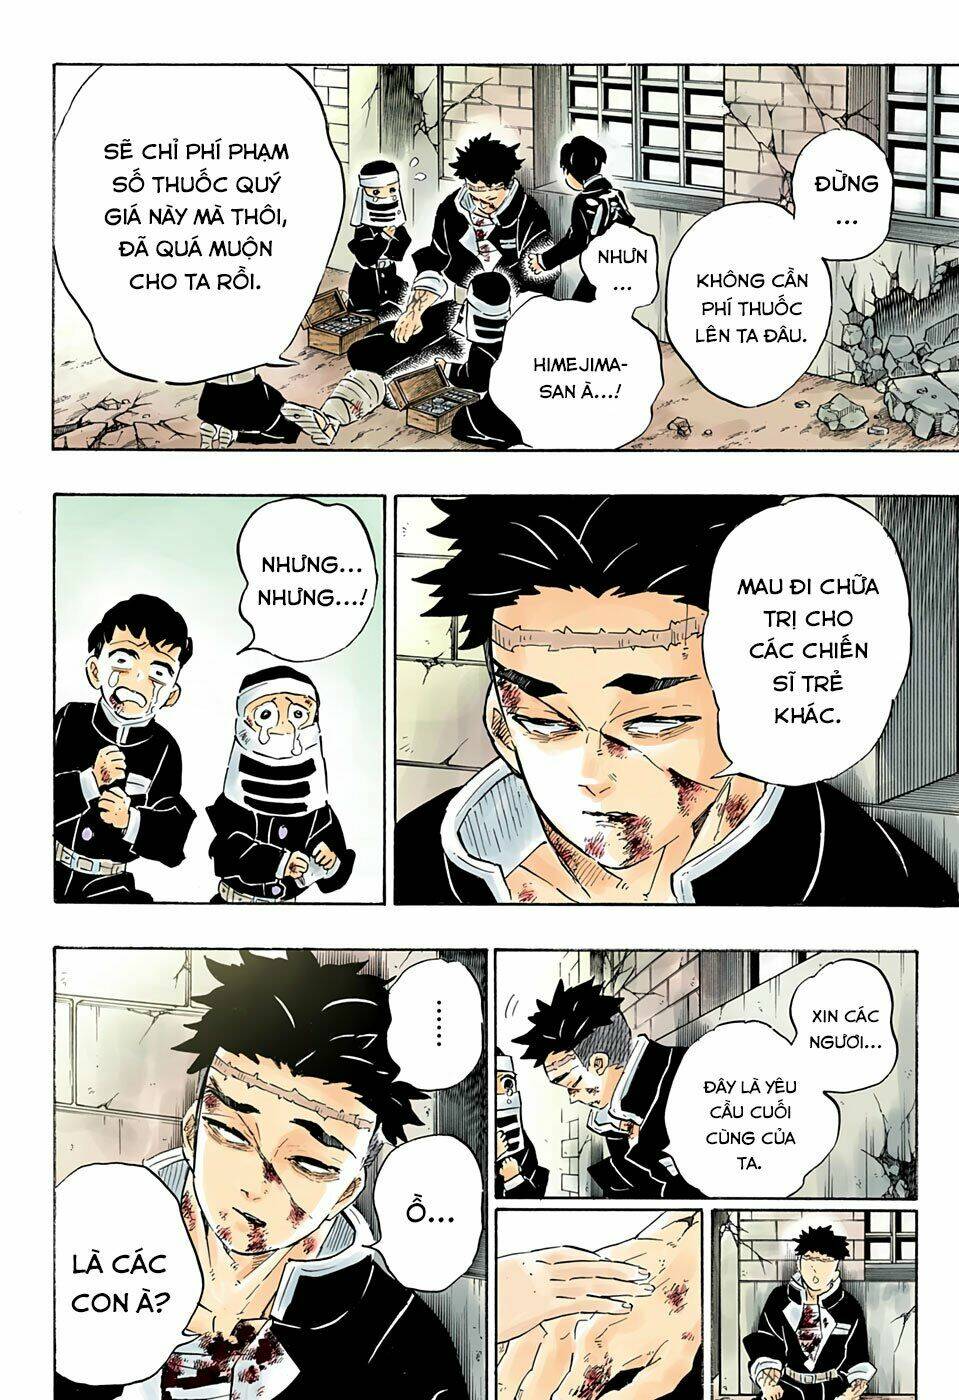 ĐỪNG
...
KHÔNG CẦN
PHÍ THUỐC
LÊN TA ĐÂU.
NHƯN
...
HIMEJIMA-
SAN À...!
SẼ CHỈ PHÍ PHẠM
SỐ THUỐC QUÝ
GIÁ NÀY MÀ THÔI,
ĐÃ QUÁ MUỘN
CHO TA RỒI.
MAU ĐI CHỮA
TRỊ CHO
CÁC CHIẾN
SĨ TRẺ
KHÁC.
NHƯNG...
NHƯNG...!
XIN CÁC
NGƯƠI...
ĐÂY LÀ YÊU
CẦU CUỐI
CÙNG CỦA
TA.
......
Ồ...
LÀ CÁC
CON À?